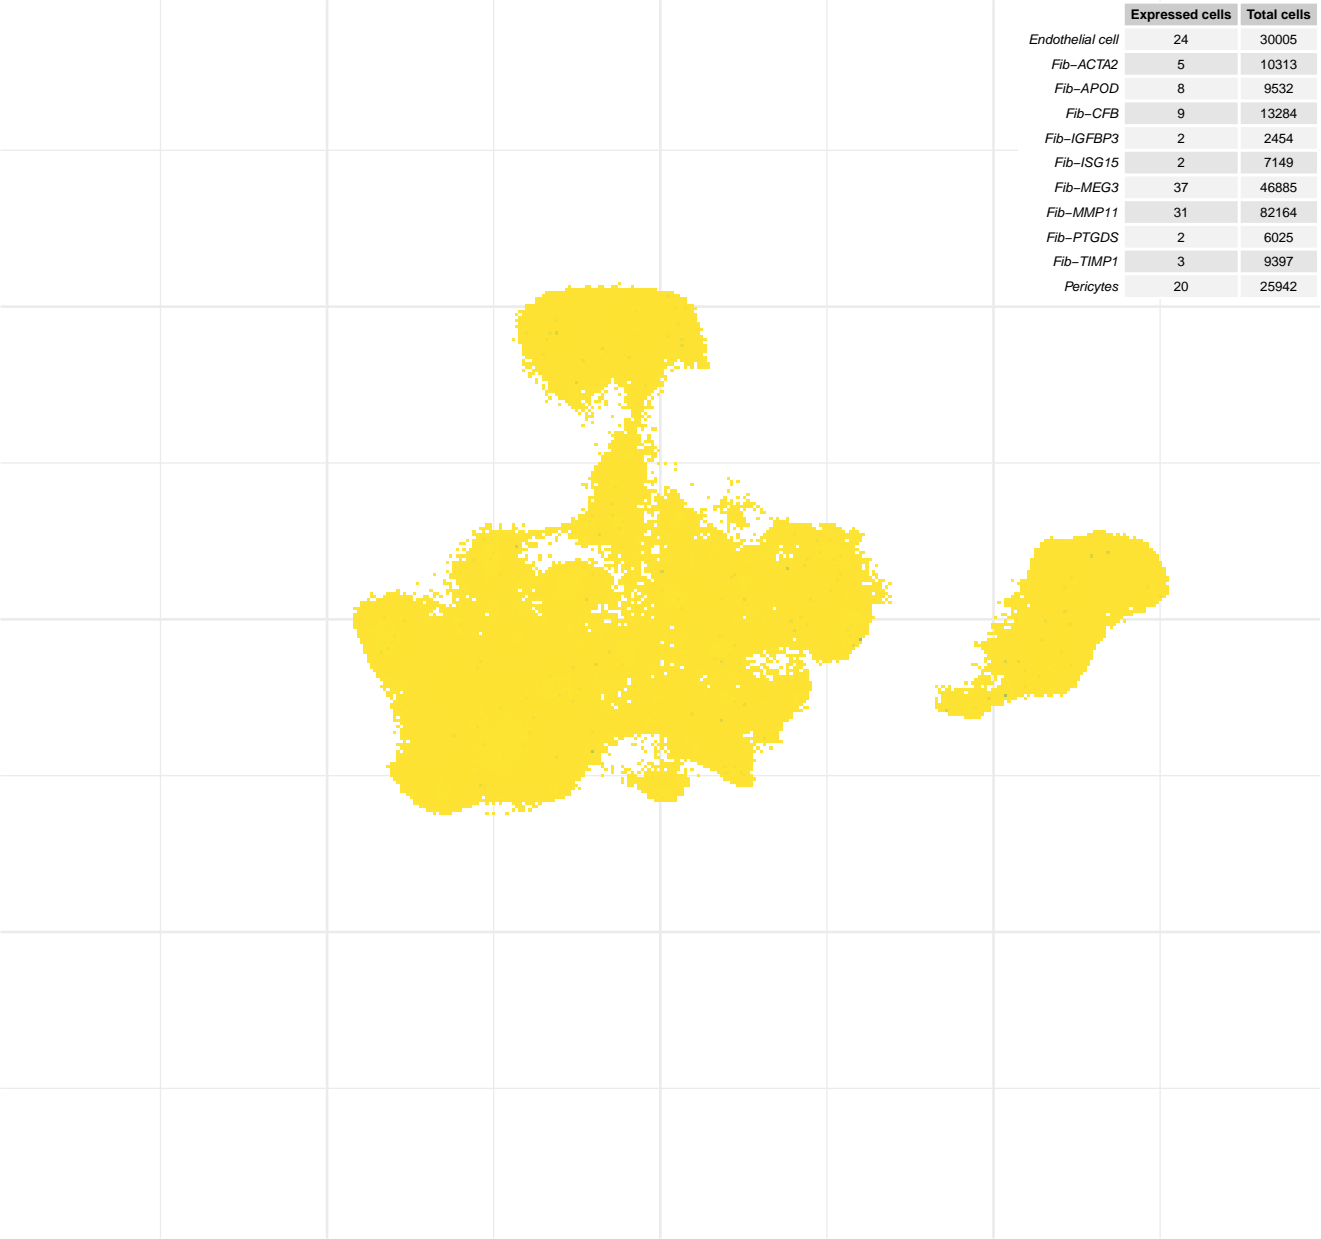 Expressed cells Total cells
Endothelial cell 24 30005
Fib−ACTA2 5 10313
Fib−APOD 8 9532
Fib−CFB 9 13284
Fib−IGFBP3 2 2454
Fib−ISG15 2 7149
Fib−MEG3 37 46885
Fib−MMP11 31 82164
Fib−PTGDS 2 6025
Fib−TIMP1 3 9397
Pericytes 20 25942